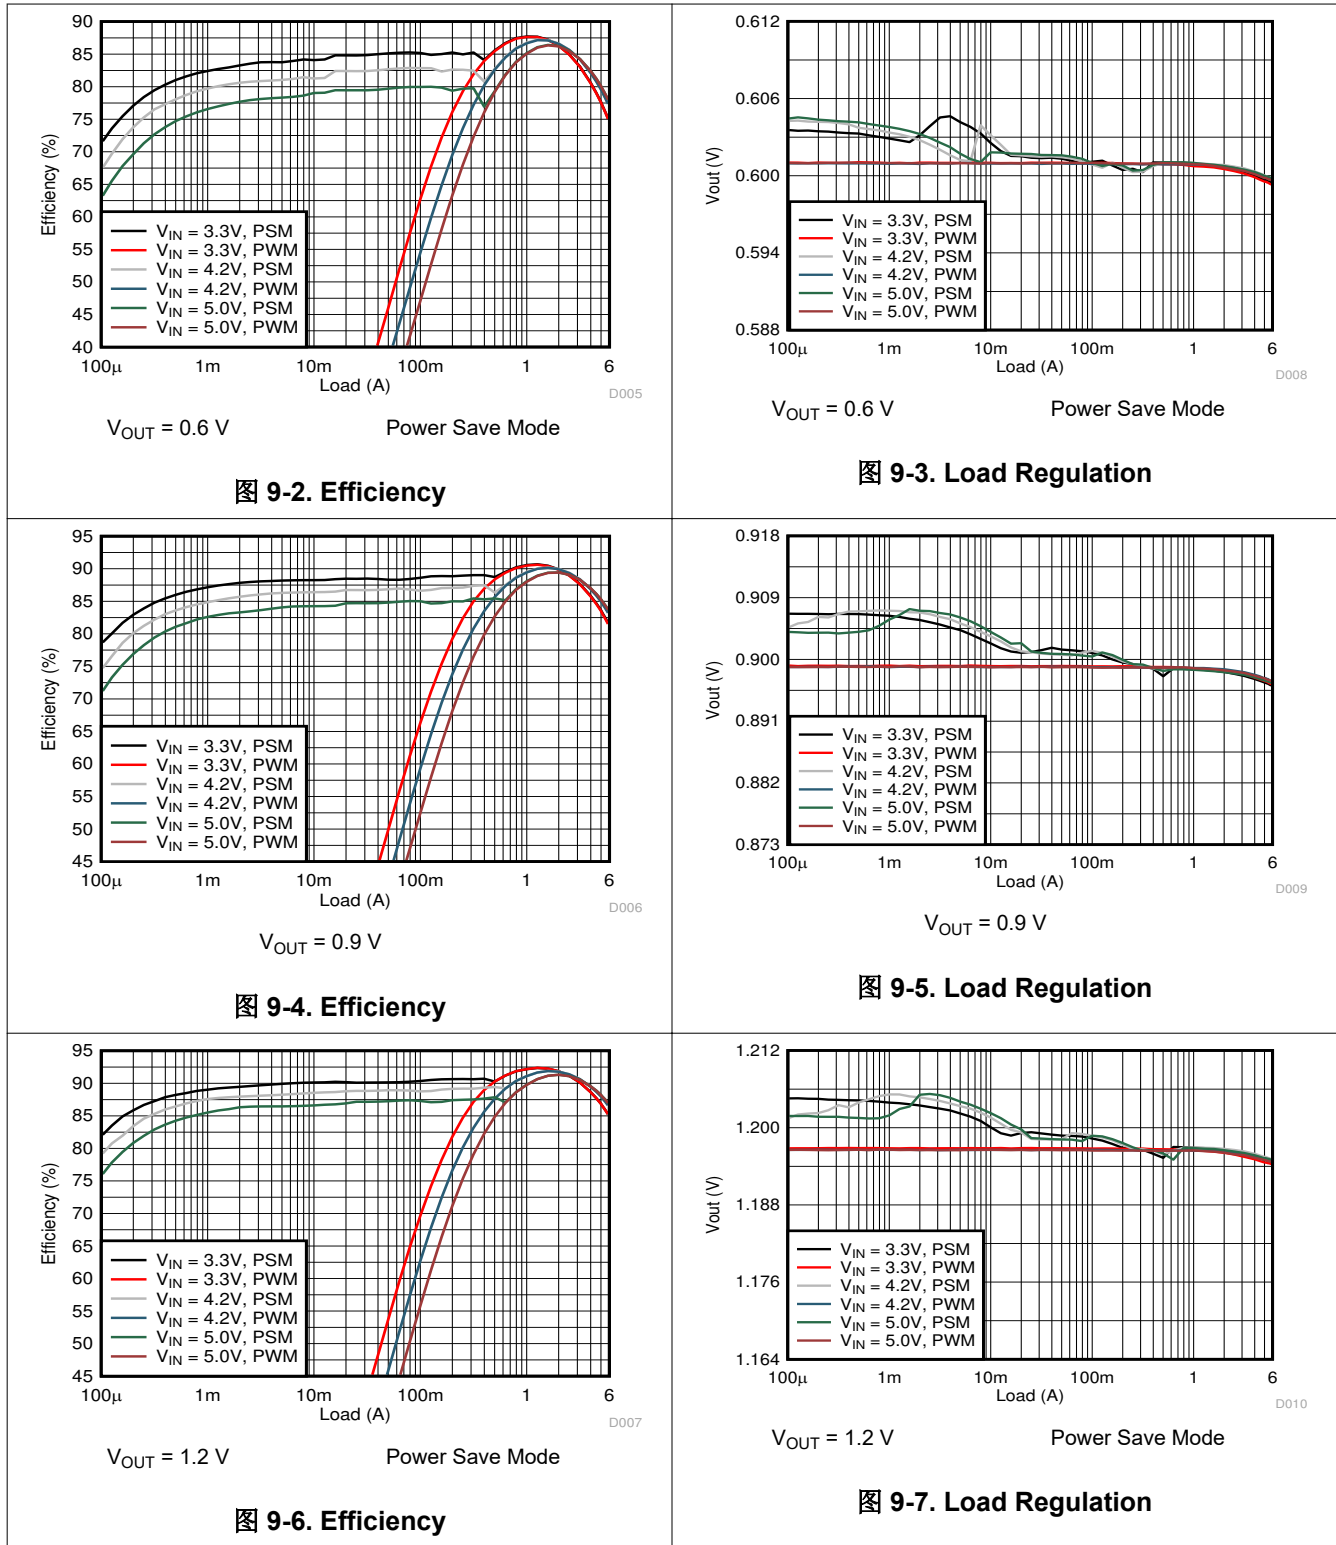 90
85
80
75
70
65
60
55
50
45
40
Efficiency (%)
VIN = 3.3V, PSM
VIN = 3.3V, PWM
VIN = 4.2V, PSM
VIN = 4.2V, PWM
VIN = 5.0V, PSM
VIN = 5.0V, PWM
100μ 1m 10m 100m 1 6
Load (A)
D005
VOUT = 0.6 V Power Save Mode
图 9-2. Efficiency
0.612
0.606
0.600
0.594
0.588
Vout (V)
VIN = 3.3V, PSM
VIN = 3.3V, PWM
VIN = 4.2V, PSM
VIN = 4.2V, PWM
VIN = 5.0V, PSM
VIN = 5.0V, PWM
100μ 1m 10m 100m 1 6
Load (A)
D008
VOUT = 0.6 V Power Save Mode
图 9-3. Load Regulation
95
90
85
80
75
70
65
60
55
50
45
Efficiency (%)
VIN = 3.3V, PSM
VIN = 3.3V, PWM
VIN = 4.2V, PSM
VIN = 4.2V, PWM
VIN = 5.0V, PSM
VIN = 5.0V, PWM
100μ 1m 10m 100m 1 6
Load (A)
D006
VOUT = 0.9 V
图 9-4. Efficiency
0.918
0.909
0.900
0.891
0.882
0.873
Vout (V)
VIN = 3.3V, PSM
VIN = 3.3V, PWM
VIN = 4.2V, PSM
VIN = 4.2V, PWM
VIN = 5.0V, PSM
VIN = 5.0V, PWM
100μ 1m 10m 100m 1 6
Load (A)
D009
VOUT = 0.9 V
图 9-5. Load Regulation
95
90
85
80
75
70
65
60
55
50
45
Efficiency (%)
VIN = 3.3V, PSM
VIN = 3.3V, PWM
VIN = 4.2V, PSM
VIN = 4.2V, PWM
VIN = 5.0V, PSM
VIN = 5.0V, PWM
100μ 1m 10m 100m 1 6
Load (A)
D007
VOUT = 1.2 V Power Save Mode
图 9-6. Efficiency
1.212
1.200
1.188
1.176
1.164
Vout (V)
VIN = 3.3V, PSM
VIN = 3.3V, PWM
VIN = 4.2V, PSM
VIN = 4.2V, PWM
VIN = 5.0V, PSM
VIN = 5.0V, PWM
100μ 1m 10m 100m 1 6
Load (A)
D010
VOUT = 1.2 V Power Save Mode
图 9-7. Load Regulation